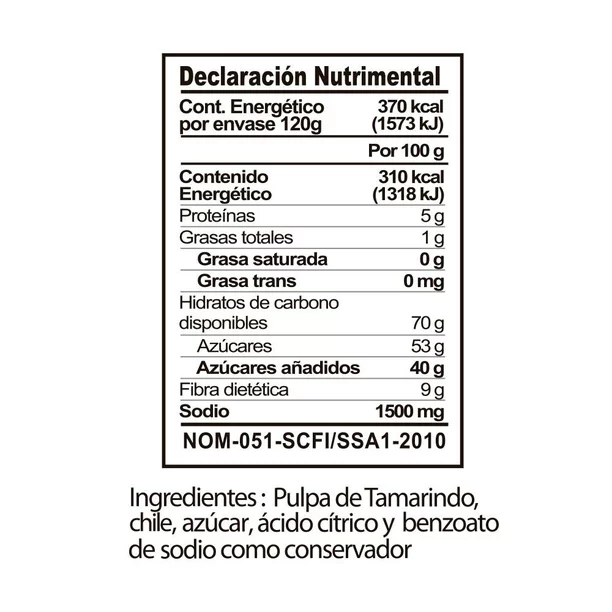 Declaración Nutrimental
Cont. Energético 370 kcal
por envase 120g (1573 kJ)
Por 100 g
Contenido 310 kcal
Energético (1318 kJ)
Proteínas 5 g
Grasas totales 1 g
Grasa saturada 0 g
Grasa trans 0 mg
Hidratos de carbono
disponibles 70 g
Azúcares 53 g
Azúcares añadidos 40 g
Fibra dietética 9 g
Sodio 1500 mg
NOM-051-SCFI/SSA1-2010
Ingredientes : Pulpa de Tamarindo,
chile, azúcar, ácido cítrico y benzoato
de sodio como conservador